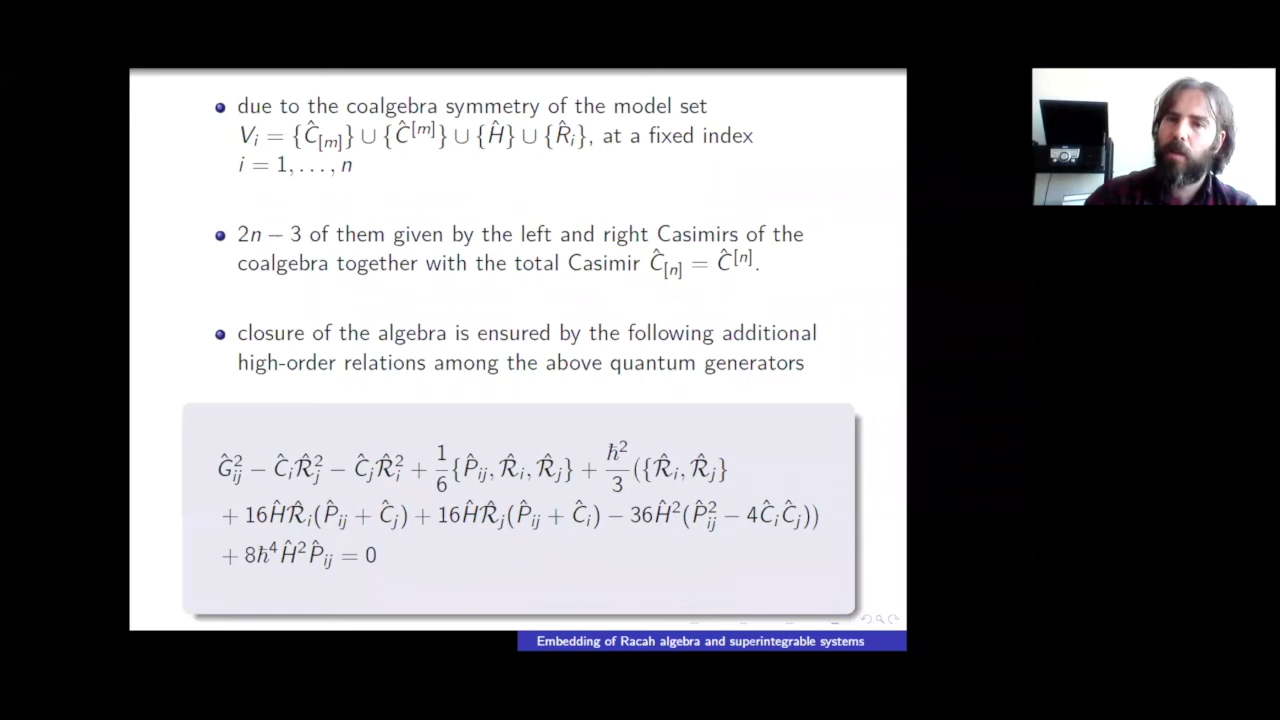 due to the coalgebra symmetry of the model set
V_i = {Ĉ_[m]} ∪ {Ĉ^[m]} ∪ {Ĥ} ∪ {R̂_i}, at a fixed index
i = 1, . . . , n
2n − 3 of them given by the left and right Casimirs of the
coalgebra together with the total Casimir Ĉ_[n] = Ĉ^[n].
closure of the algebra is ensured by the following additional
high-order relations among the above quantum generators
Ĝ_ij^2 − Ĉ_i R̂_j^2 − Ĉ_j R̂_i^2 + 1/6 {P̂_ij, R̂_i, R̂_j} + ħ^2/3 ({R̂_i, R̂_j}
+ 16Ĥ R̂_i(P̂_ij + Ĉ_j) + 16Ĥ R̂_j(P̂_ij + Ĉ_i) − 36Ĥ^2(P̂_ij^2 − 4Ĉ_i Ĉ_j))
+ 8ħ^4 Ĥ^2 P̂_ij = 0
Embedding of Racah algebra and superintegrable systems